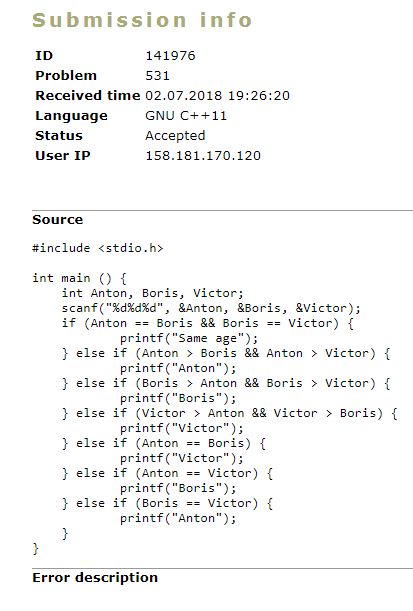 Submission info
ID 141976
Problem 531
Received time 02.07.2018 19:26:20
Language GNU C++11
Status Accepted
User IP 158.181.170.120
Source
#include <stdio.h>
int main () {
    int Anton, Boris, Victor;
    scanf("%d%d%d", &Anton, &Boris, &Victor);
    if (Anton == Boris && Boris == Victor) {
            printf("Same age");
    } else if (Anton > Boris && Anton > Victor) {
            printf("Anton");
    } else if (Boris > Anton && Boris > Victor) {
            printf("Boris");
    } else if (Victor > Anton && Victor > Boris) {
            printf("Victor");
    } else if (Anton == Boris) {
            printf("Victor");
    } else if (Anton == Victor) {
            printf("Boris");
    } else if (Boris == Victor) {
            printf("Anton");
    }
}
Error description